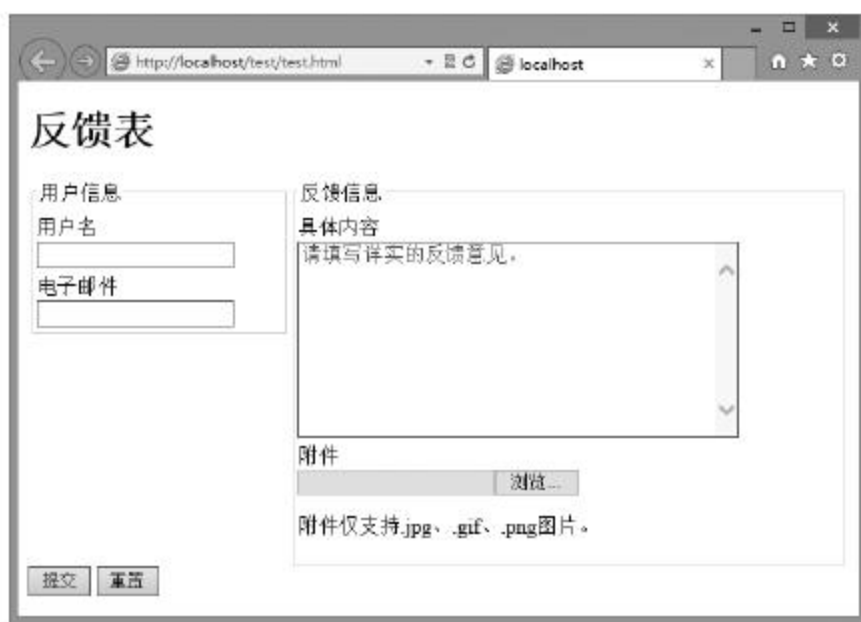 http://localhost/test/test.html
localhost
反馈表
用户信息
用户名
电子邮件
反馈信息
具体内容
请填写详实的反馈意见。
附件
浏览...
附件仅支持.jpg、.gif、.png图片。
提交
重置